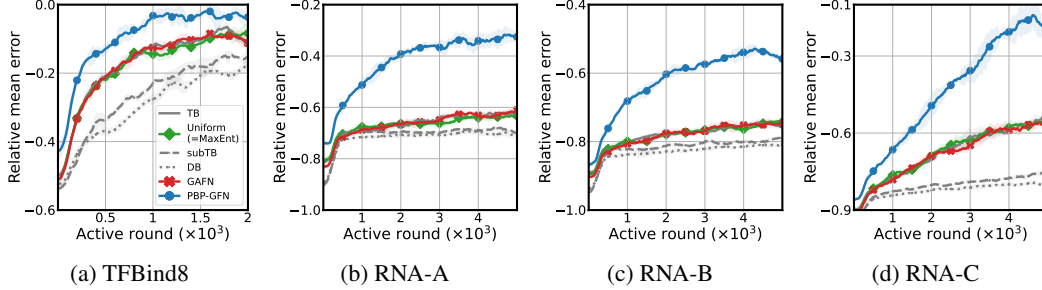 Relative mean error
0.0
−0.2
−0.4
−0.6
0.5 1.0 1.5 2
Active round (×10³)
TB
Uniform
(=MaxEnt)
subTB
DB
GAFN
PBP-GFN
(a) TFBind8
Relative mean error
−0.2
−0.4
−0.6
−0.8
−1.0
1 2 3 4
Active round (×10³)
(b) RNA-A
Relative mean error
−0.4
−0.6
−0.8
−1.0
1 2 3 4
Active round (×10³)
(c) RNA-B
Relative mean error
−0.1
−0.3
−0.6
−0.9
1 2 3 4
Active round (×10³)
(d) RNA-C